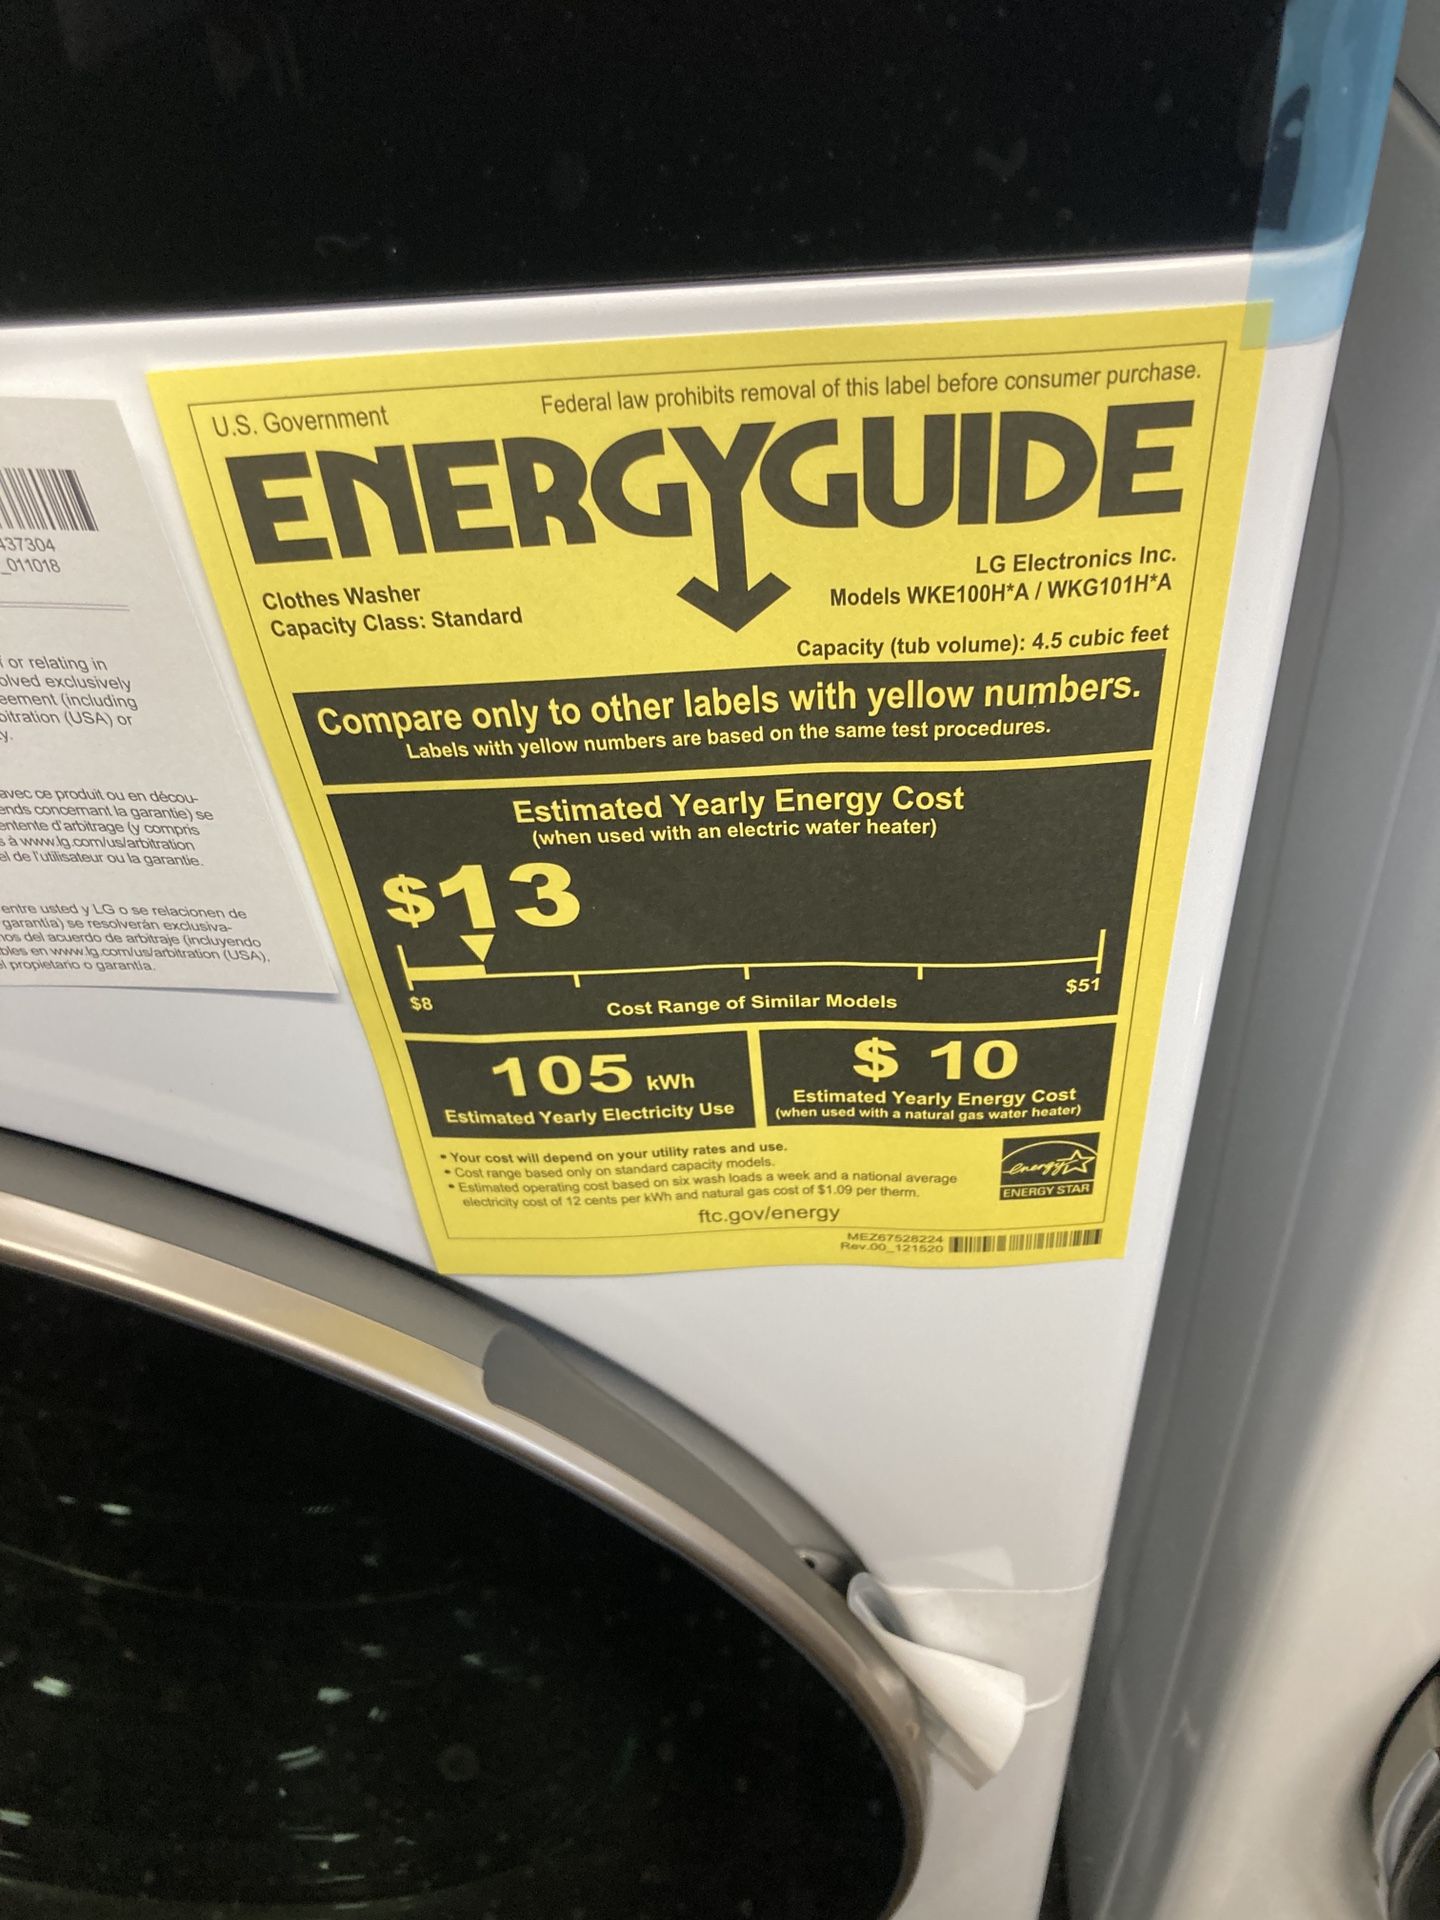 U.S. Government
Federal law prohibits removal of this label before consumer purchase.
ENERGYGUIDE
Clothes Washer
Capacity Class: Standard
LG Electronics Inc.
Models WKE100H*A / WKG101H*A
Capacity (tub volume): 4.5 cubic feet
Compare only to other labels with yellow numbers.
Labels with yellow numbers are based on the same test procedures.
Estimated Yearly Energy Cost
(when used with an electric water heater)
$13
$8
$51
Cost Range of Similar Models
105 kWh
Estimated Yearly Electricity Use
$ 10
Estimated Yearly Energy Cost
(when used with a natural gas water heater)
• Your cost will depend on your utility rates and use.
• Cost range based only on standard capacity models.
• Estimated operating cost based on six wash loads a week and a national average
electricity cost of 12 cents per kWh and natural gas cost of $1.09 per therm.
ftc.gov/energy
energy
ENERGY STAR
MEZ67528224
Rev.00_121520
437304
_011018
or relating in
olved exclusively
eement (including
bitration (USA) or
y.
avec ce produit ou en décou-
ends concernant la garantie) se
entente d'arbitrage (y compris
s à www.lg.com/us/arbitration
el de l'utilisateur ou la garantie.
entre usted y LG o se relacionen de
garantía) se resolverán exclusiva-
nos del acuerdo de arbitraje (incluyendo
bles en www.lg.com/us/arbitration (USA),
el propietario o garantía.